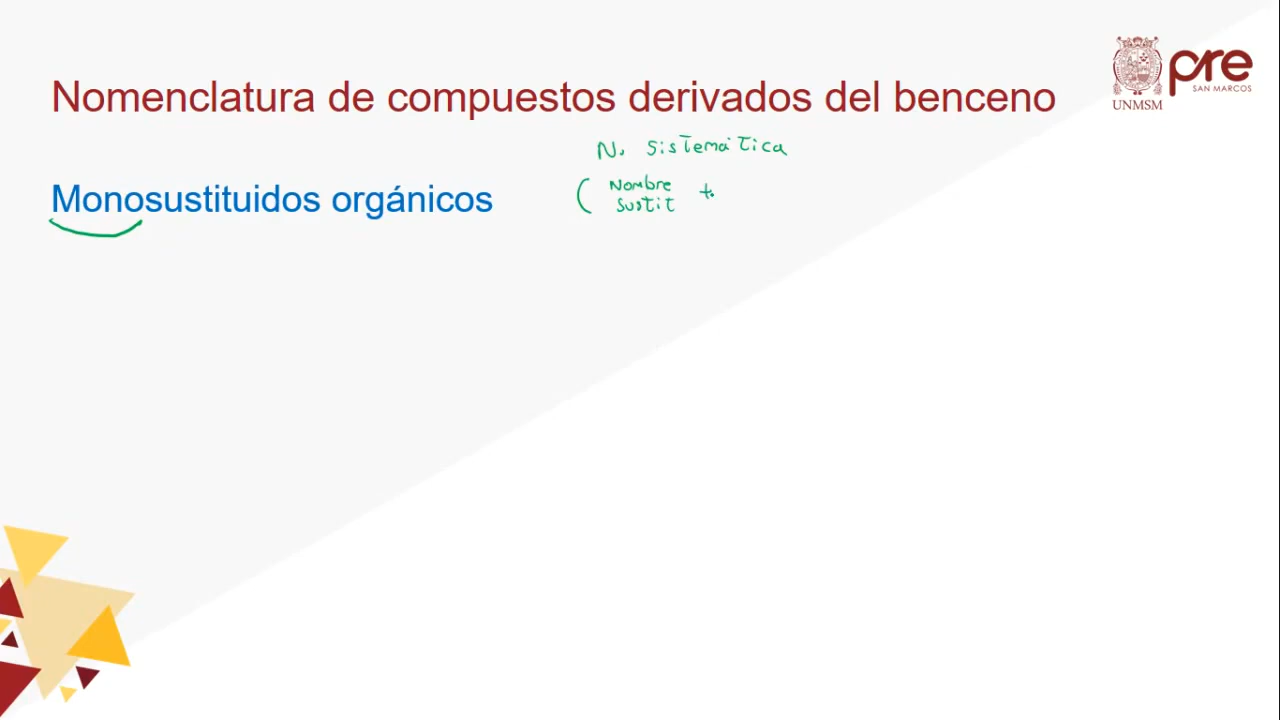 Nomenclatura de compuestos derivados del benceno
pre
SAN MARCOS
UNMSM
N. Sistemática
Monosustituidos orgánicos
( Nombre +
Sustit